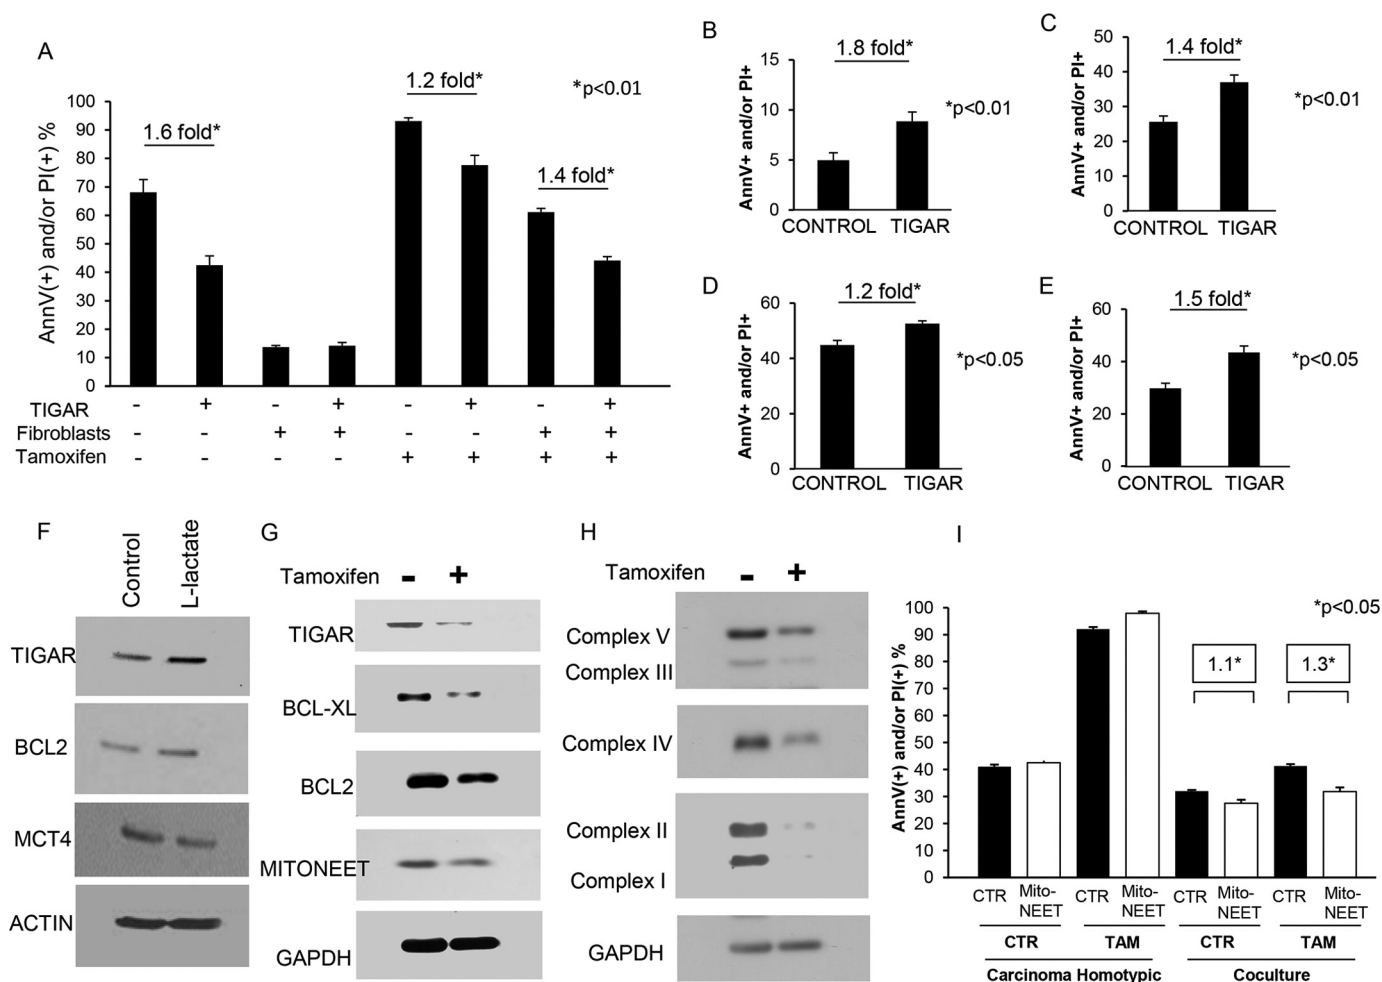 A
1.6 fold*
1.2 fold*
1.4 fold*
*p<0.01
AnnV(+) and/or PI(+) %
100
90
80
70
60
50
40
30
20
10
0
TIGAR - + - + - + - +
Fibroblasts - - + + - - + +
Tamoxifen - - - - + + + +
B
1.8 fold*
*p<0.01
AnnV+ and/or PI+
15
10
5
0
CONTROL TIGAR
C
1.4 fold*
*p<0.01
AnnV+ and/or PI+
50
40
30
20
10
0
CONTROL TIGAR
D
1.2 fold*
*p<0.05
AnnV+ and/or PI+
60
40
20
0
CONTROL TIGAR
E
1.5 fold*
*p<0.05
AnnV+ and/or PI+
60
40
20
0
CONTROL TIGAR
F
Control
L-lactate
TIGAR
BCL2
MCT4
ACTIN
G
Tamoxifen - +
TIGAR
BCL-XL
BCL2
MITONEET
GAPDH
H
Tamoxifen - +
Complex V
Complex III
Complex IV
Complex II
Complex I
GAPDH
I
*p<0.05
1.1*
1.3*
AnnV(+) and/or PI(+) %
100
90
80
70
60
50
40
30
20
10
0
CTR Mito-NEET CTR Mito-NEET CTR Mito-NEET CTR Mito-NEET
CTR TAM CTR TAM
Carcinoma Homotypic Coculture